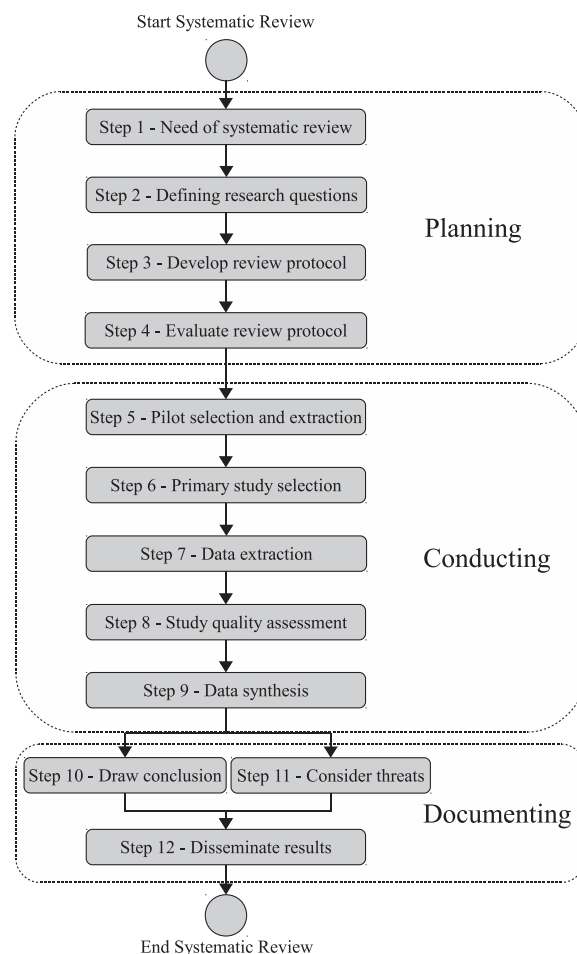 Start Systematic Review
Step 1 - Need of systematic review
Step 2 - Defining research questions
Planning
Step 3 - Develop review protocol
Step 4 - Evaluate review protocol
Step 5 - Pilot selection and extraction
Step 6 - Primary study selection
Step 7 - Data extraction
Conducting
Step 8 - Study quality assessment
Step 9 - Data synthesis
Step 10 - Draw conclusion
Step 11 - Consider threats
Documenting
Step 12 - Disseminate results
End Systematic Review